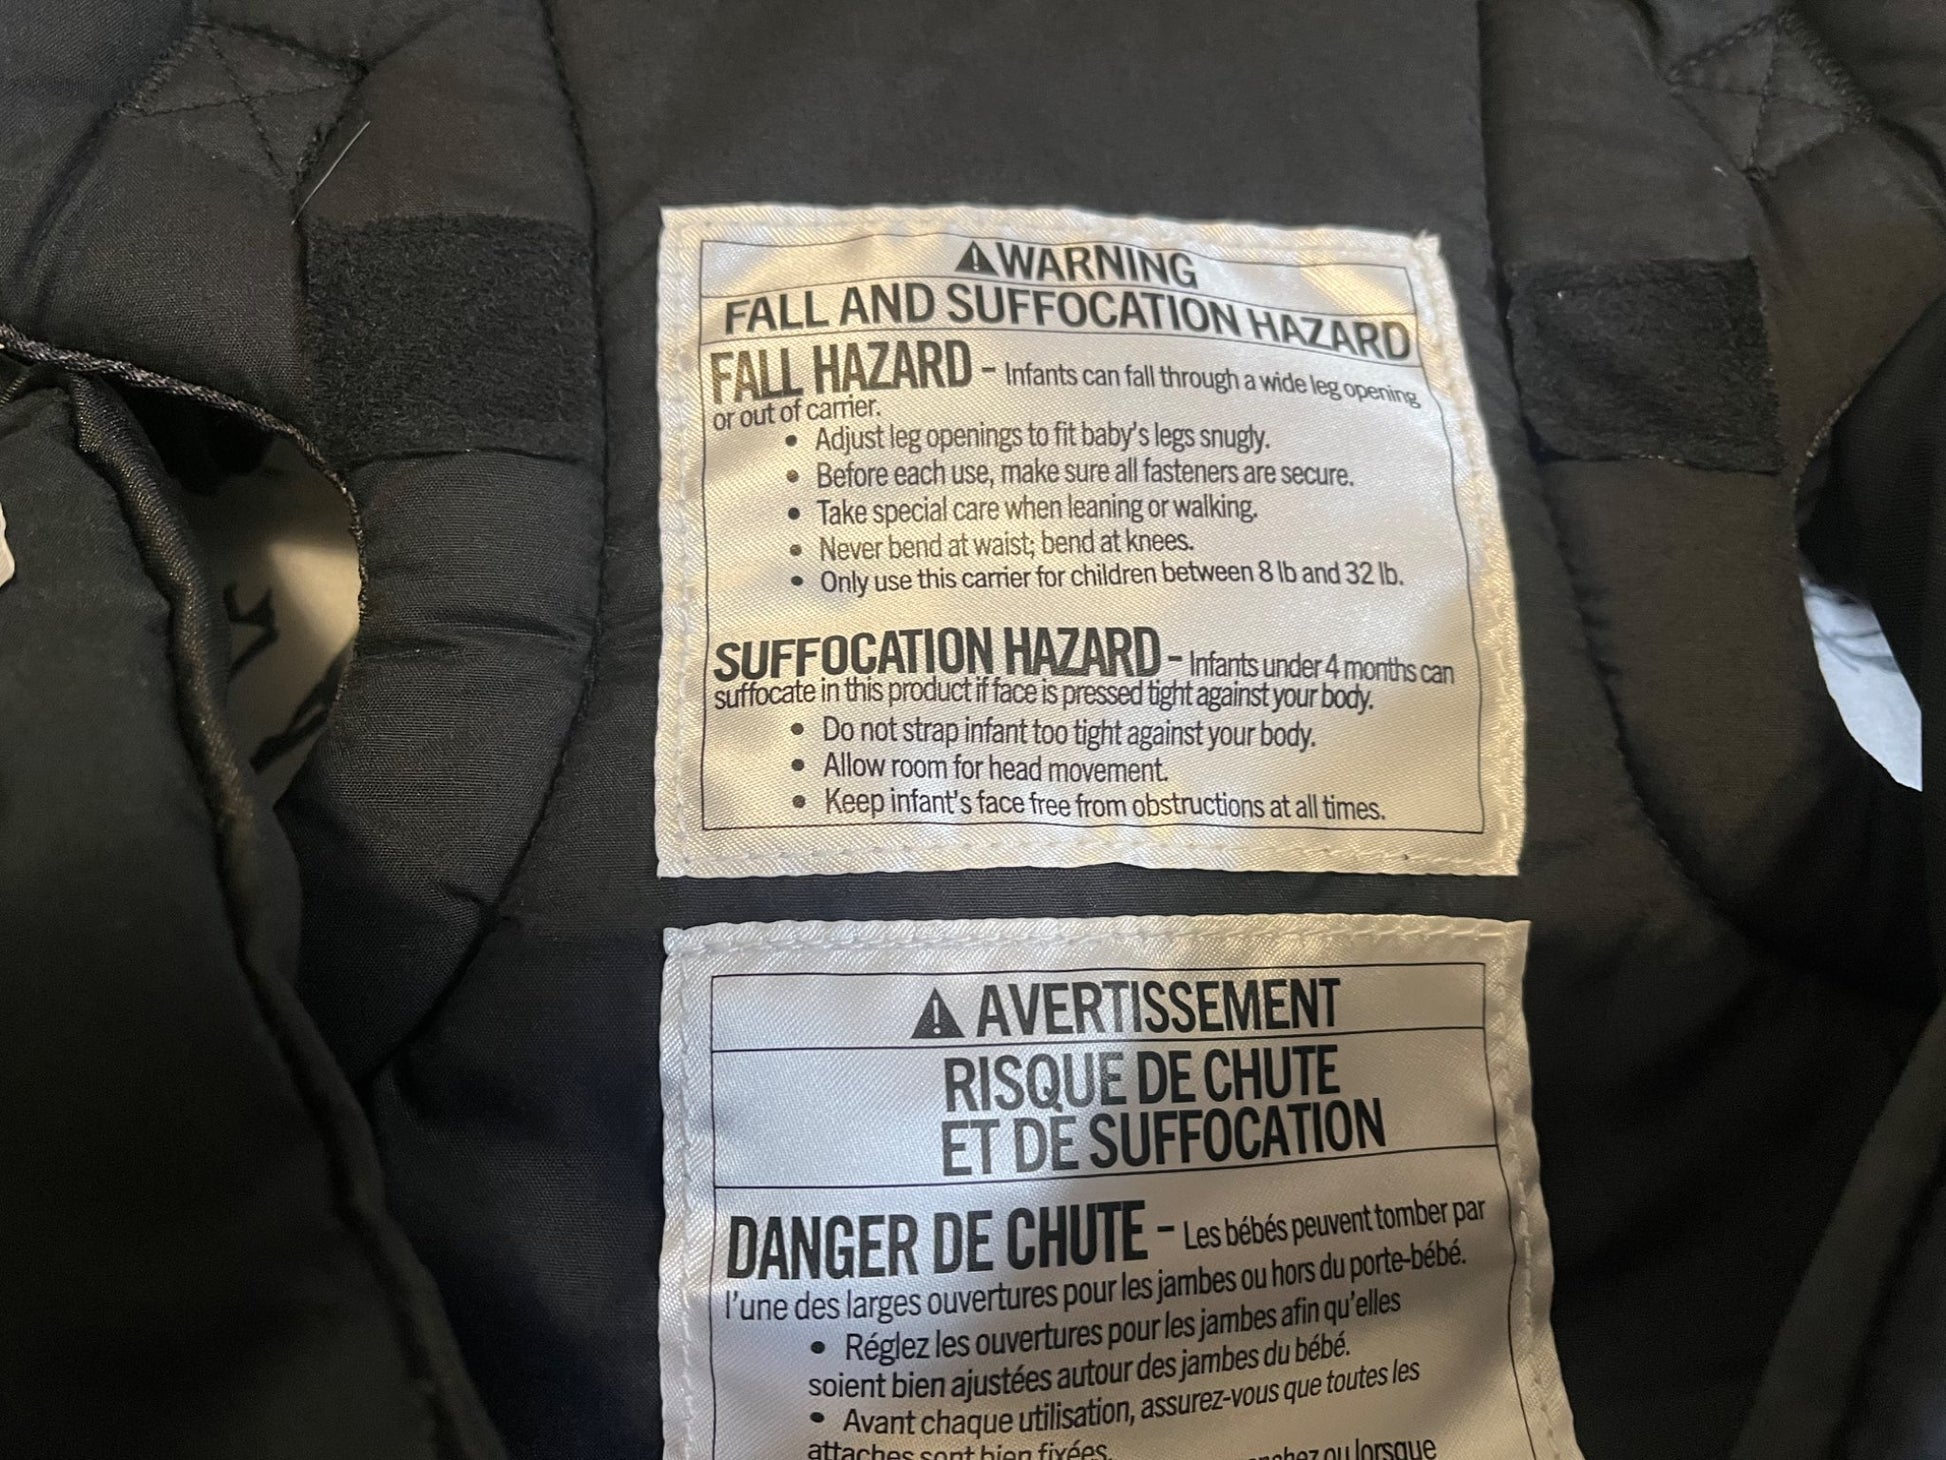 ⚠WARNING
FALL AND SUFFOCATION HAZARD
FALL HAZARD - Infants can fall through a wide leg opening
or out of carrier.
• Adjust leg openings to fit baby's legs snugly.
• Before each use, make sure all fasteners are secure.
• Take special care when leaning or walking.
• Never bend at waist; bend at knees.
• Only use this carrier for children between 8 lb and 32 lb.
SUFFOCATION HAZARD - Infants under 4 months can
suffocate in this product if face is pressed tight against your body.
• Do not strap infant too tight against your body.
• Allow room for head movement.
• Keep infant's face free from obstructions at all times.
⚠ AVERTISSEMENT
RISQUE DE CHUTE
ET DE SUFFOCATION
DANGER DE CHUTE - Les bébés peuvent tomber par
l'une des larges ouvertures pour les jambes ou hors du porte-bébé.
• Réglez les ouvertures pour les jambes afin qu'elles
soient bien ajustées autour des jambes du bébé.
• Avant chaque utilisation, assurez-vous que toutes les
attaches sont bien fixées.
ou lorsque